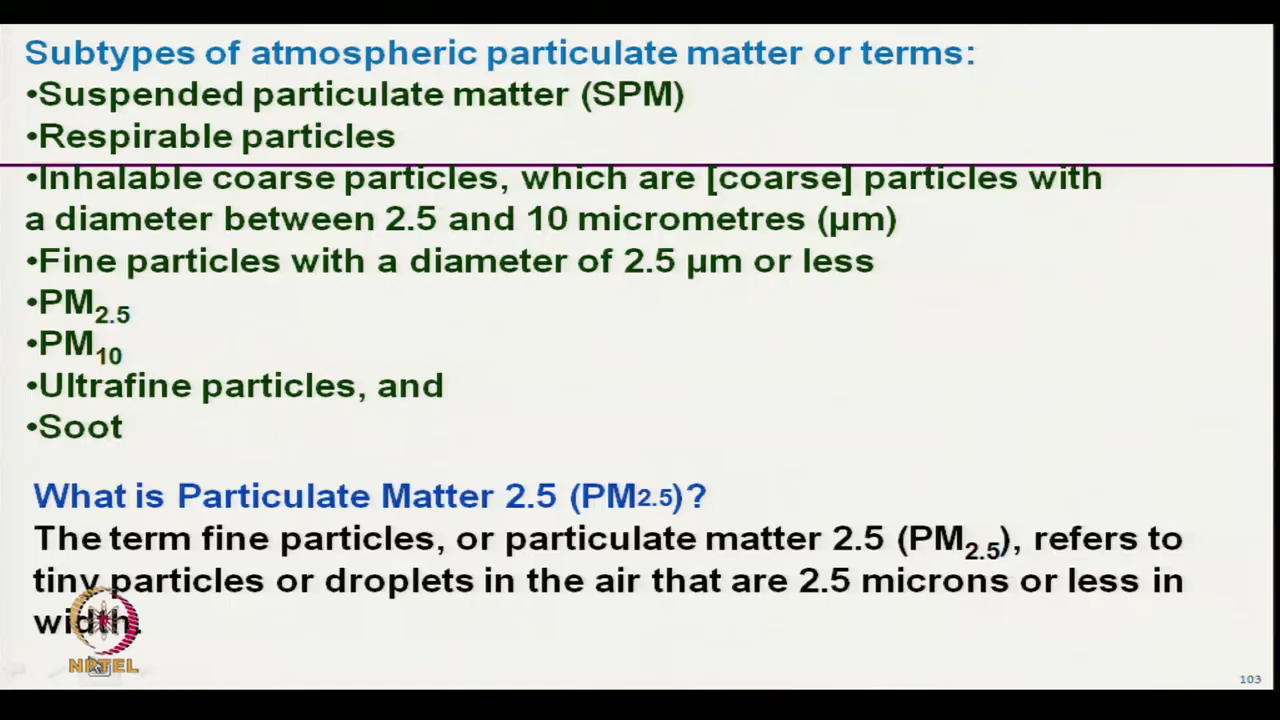 Subtypes of atmospheric particulate matter or terms:
•Suspended particulate matter (SPM)
•Respirable particles
•Inhalable coarse particles, which are [coarse] particles with
a diameter between 2.5 and 10 micrometres (μm)
•Fine particles with a diameter of 2.5 μm or less
•PM2.5
•PM10
•Ultrafine particles, and
•Soot
What is Particulate Matter 2.5 (PM2.5)?
The term fine particles, or particulate matter 2.5 (PM2.5), refers to
tiny particles or droplets in the air that are 2.5 microns or less in
width.
NPTEL
103